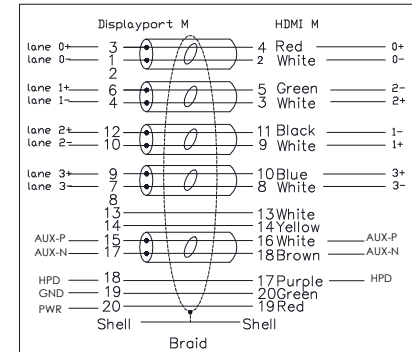 Displayport M HDMI M
lane 0+ 3 4 Red 0+
lane 0- 1 2 White 0-
2
lane 1+ 6 5 Green 2-
lane 1- 4 3 White 2+
lane 2+ 12 11 Black 1-
lane 2- 10 9 White 1+
lane 3+ 9 10 Blue 3+
lane 3- 7 8 White 3-
8
13 13 White
14 14 Yellow
AUX-P 15 16 White AUX-P
AUX-N 17 18 Brown AUX-N
HPD 18 17 Purple HPD
GND 19 20 Green
PWR 20 19 Red
Shell Shell
Braid